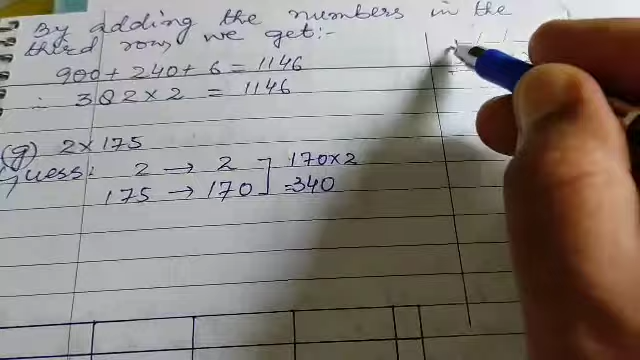 By adding the numbers in the
third row, we get:-
900 + 240 + 6 = 1146
∴ 382 × 2 = 1146
(g) 2 × 175
Guess: 2 → 2 ] 170×2
175 → 170 ] =340